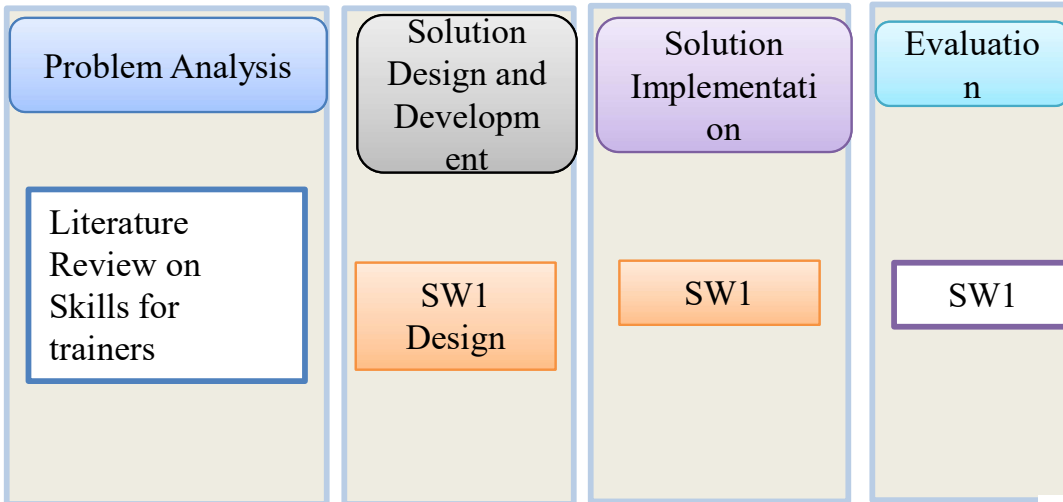 Problem Analysis
Solution
Design and
Developm
ent
Solution
Implementati
on
Evaluatio
n
Literature
Review on
Skills for
trainers
SW1
Design
SW1
SW1